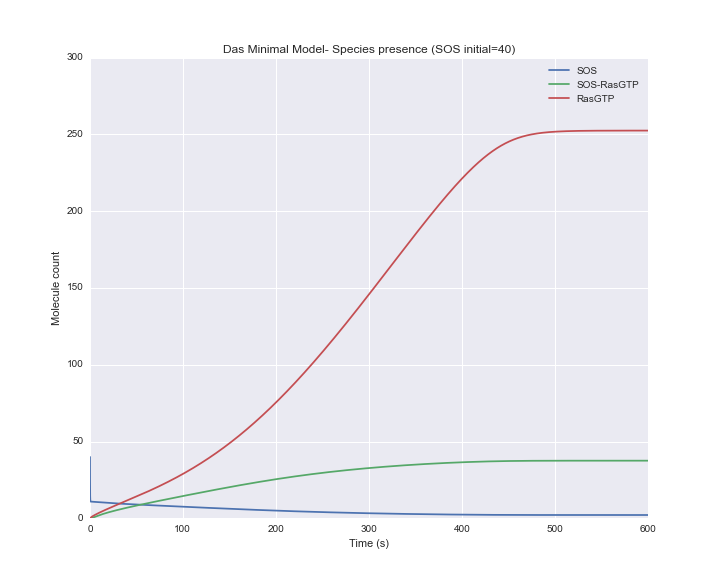 Das Minimal Model- Species presence (SOS initial=40)
300
250
200
150
100
50
0
Molecule count
SOS
SOS-RasGTP
RasGTP
0 100 200 300 400 500 600
Time (s)